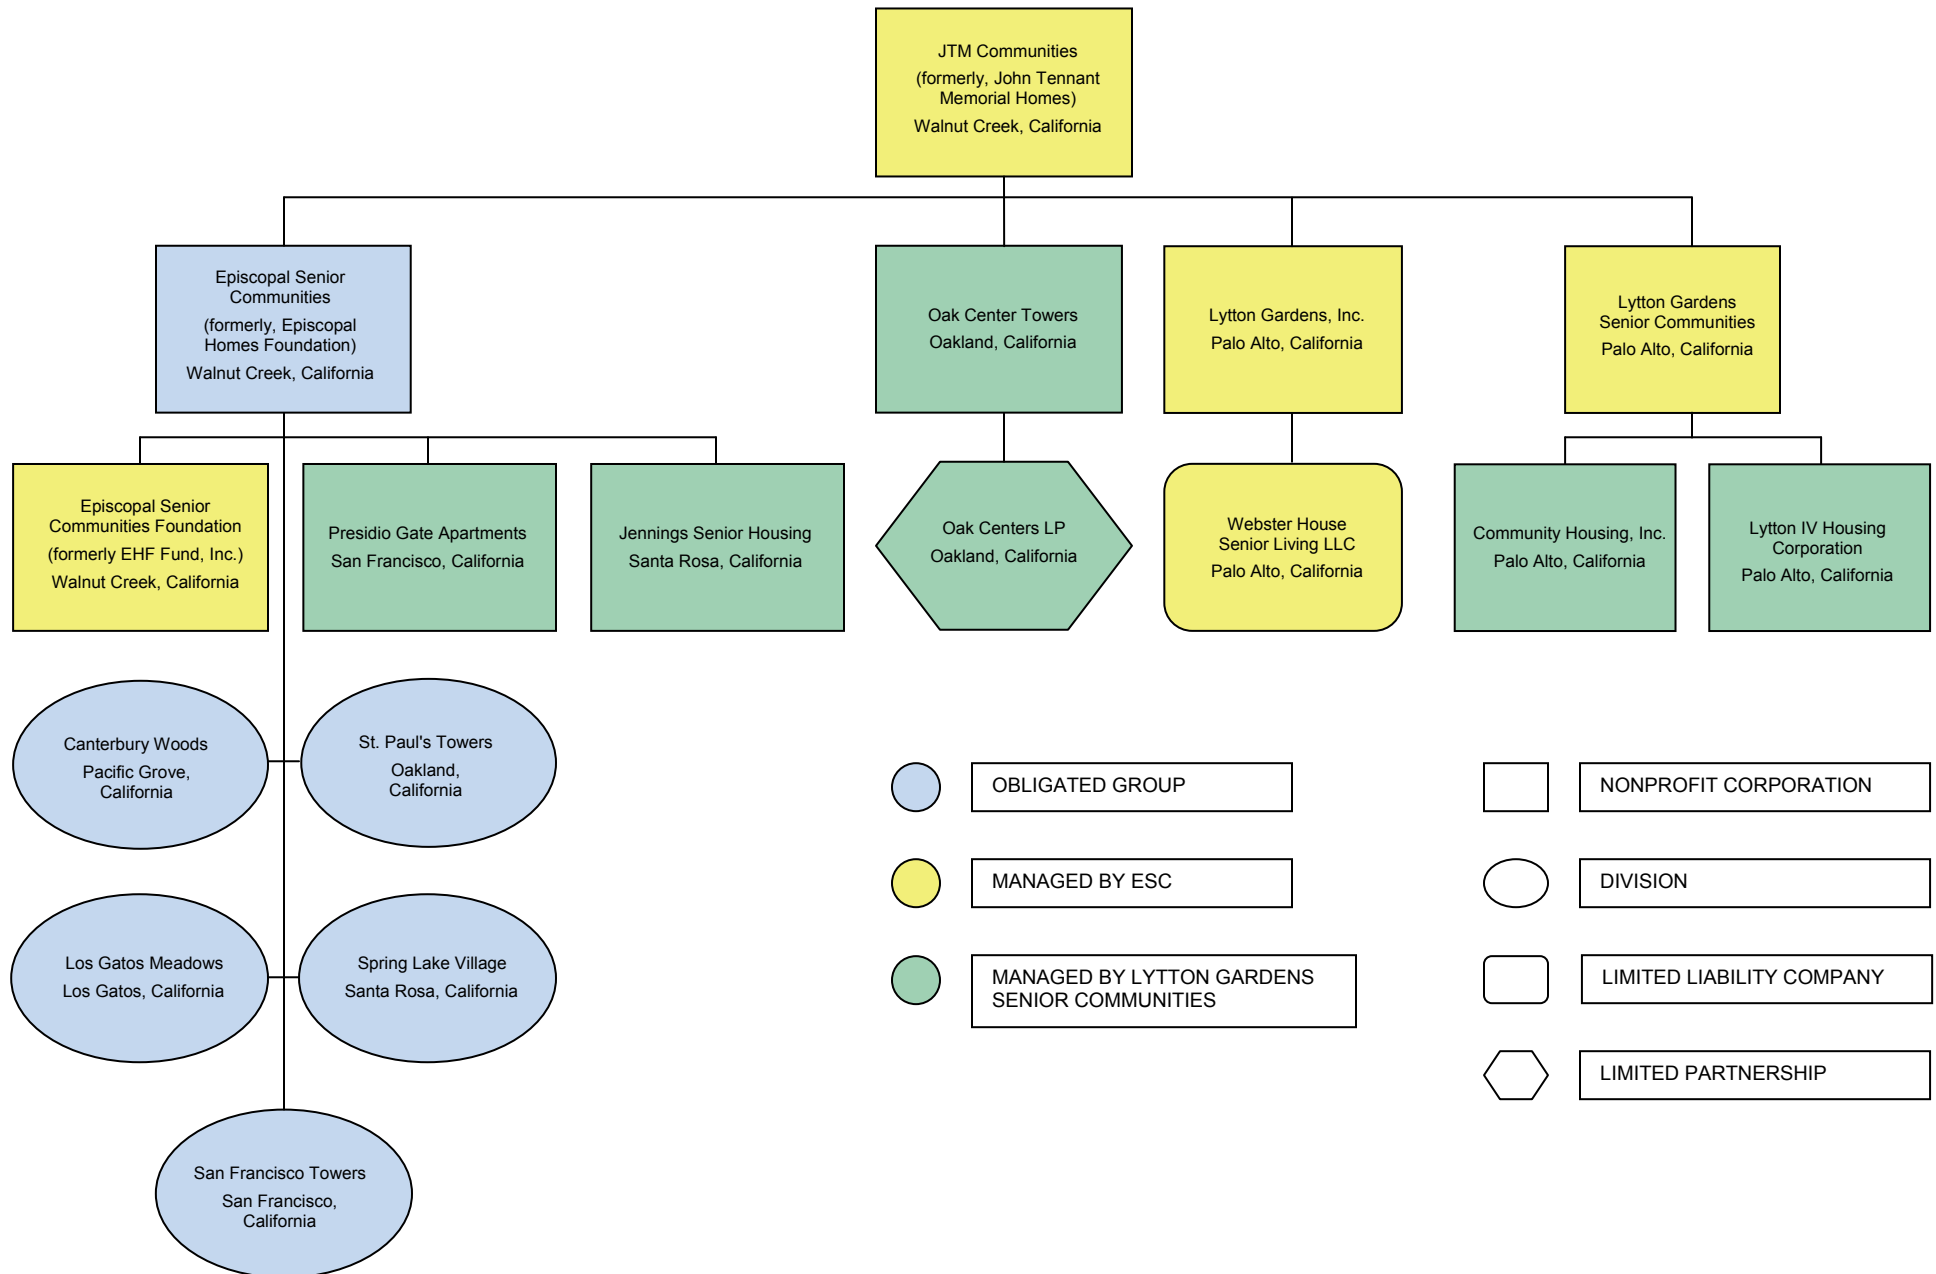 JTM Communities
(formerly, John Tennant
Memorial Homes)
Walnut Creek, California
Episcopal Senior
Communities
(formerly, Episcopal
Homes Foundation)
Walnut Creek, California
Oak Center Towers
Oakland, California
Lytton Gardens, Inc.
Palo Alto, California
Lytton Gardens
Senior Communities
Palo Alto, California
Episcopal Senior
Communities Foundation
(formerly EHF Fund, Inc.)
Walnut Creek, California
Presidio Gate Apartments
San Francisco, California
Jennings Senior Housing
Santa Rosa, California
Oak Centers LP
Oakland, California
Webster House
Senior Living LLC
Palo Alto, California
Community Housing, Inc.
Palo Alto, California
Lytton IV Housing
Corporation
Palo Alto, California
Canterbury Woods
Pacific Grove,
California
St. Paul's Towers
Oakland,
California
Los Gatos Meadows
Los Gatos, California
Spring Lake Village
Santa Rosa, California
San Francisco Towers
San Francisco,
California
OBLIGATED GROUP
MANAGED BY ESC
MANAGED BY LYTTON GARDENS
SENIOR COMMUNITIES
NONPROFIT CORPORATION
DIVISION
LIMITED LIABILITY COMPANY
LIMITED PARTNERSHIP